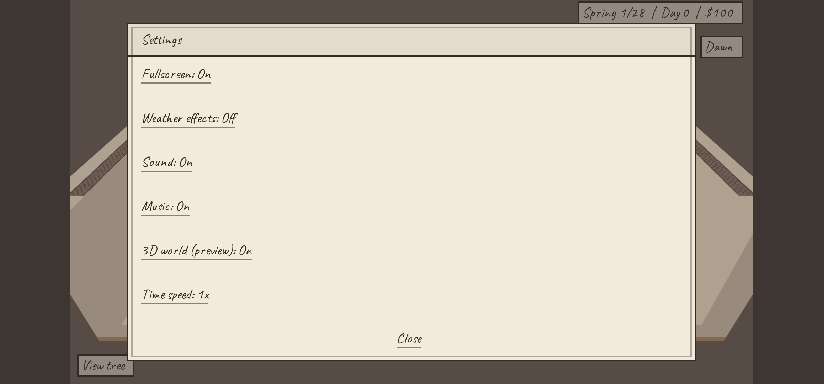 Spring 1/28 | Day 0 | $100
Settings
Dawn
Fullscreen: On
Weather effects: Off
Sound: On
Music: On
3D world (preview): On
Time speed: 1x
Close
View tree